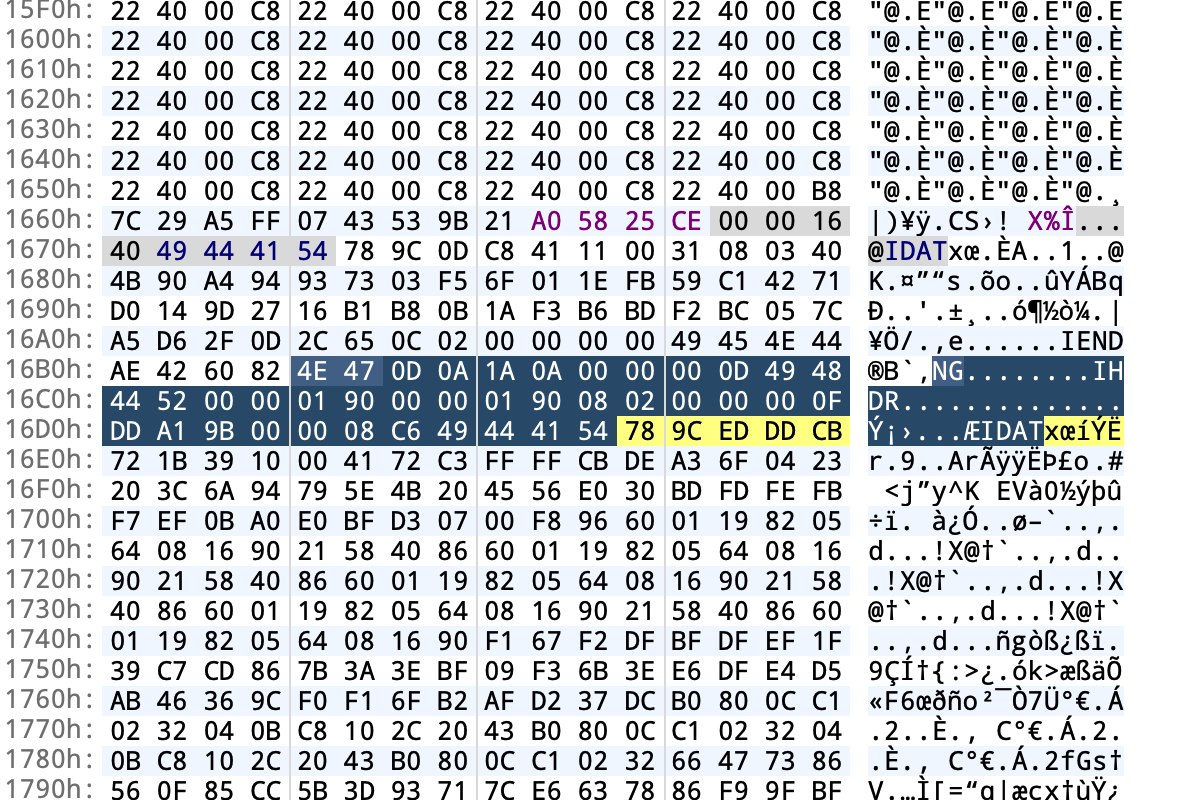 15F0h: 22 40 00 C8 22 40 00 C8 22 40 00 C8 22 40 00 C8 "@.È"@.È"@.È"@.È
1600h: 22 40 00 C8 22 40 00 C8 22 40 00 C8 22 40 00 C8 "@.È"@.È"@.È"@.È
1610h: 22 40 00 C8 22 40 00 C8 22 40 00 C8 22 40 00 C8 "@.È"@.È"@.È"@.È
1620h: 22 40 00 C8 22 40 00 C8 22 40 00 C8 22 40 00 C8 "@.È"@.È"@.È"@.È
1630h: 22 40 00 C8 22 40 00 C8 22 40 00 C8 22 40 00 C8 "@.È"@.È"@.È"@.È
1640h: 22 40 00 C8 22 40 00 C8 22 40 00 C8 22 40 00 C8 "@.È"@.È"@.È"@.È
1650h: 22 40 00 C8 22 40 00 C8 22 40 00 C8 22 40 00 B8 "@.È"@.È"@.È"@.¸
1660h: 7C 29 A5 FF 07 43 53 9B 21 A0 58 25 CE 00 00 16 |)¥ÿ.CS›! X%Î...
1670h: 40 49 44 41 54 78 9C 0D C8 41 11 00 31 08 03 40 @IDATxœ.ÈA..1..@
1680h: 4B 90 A4 94 93 73 03 F5 6F 01 1E FB 59 C1 42 71 K.¤”“s.õo..ûYÁBq
1690h: D0 14 9D 27 16 B1 B8 0B 1A F3 B6 BD F2 BC 05 7C Ð..'.±¸..ó¶½ò¼.|
16A0h: A5 D6 2F 0D 2C 65 0C 02 00 00 00 00 49 45 4E 44 ¥Ö/.,e......IEND
16B0h: AE 42 60 82 4E 47 0D 0A 1A 0A 00 00 00 0D 49 48 ®B`‚NG........IH
16C0h: 44 52 00 00 01 90 00 00 01 90 08 02 00 00 00 0F DR..............
16D0h: DD A1 9B 00 00 08 C6 49 44 41 54 78 9C ED DD CB Ý¡›...ÆIDATxœíÝË
16E0h: 72 1B 39 10 00 41 72 C3 FF FF CB DE A3 6F 04 23 r.9..ArÃÿÿËÞ£o.#
16F0h: 20 3C 6A 94 79 5E 4B 20 45 56 E0 30 BD FD FE FB  <j”y^K EVà0½ýþû
1700h: F7 EF 0B A0 E0 BF D3 07 00 F8 96 60 01 19 82 05 ÷ï. à¿Ó..ø–`..‚.
1710h: 64 08 16 90 21 58 40 86 60 01 19 82 05 64 08 16 d...!X@†`..‚.d..
1720h: 90 21 58 40 86 60 01 19 82 05 64 08 16 90 21 58 .!X@†`..‚.d...!X
1730h: 40 86 60 01 19 82 05 64 08 16 90 21 58 40 86 60 @†`..‚.d...!X@†`
1740h: 01 19 82 05 64 08 16 90 F1 67 F2 DF BF DF EF 1F ..‚.d...ñgòß¿ßï.
1750h: 39 C7 CD 86 7B 3A 3E BF 09 F3 6B 3E E6 DF E4 D5 9ÇÍ†{:>¿.ók>æßäÕ
1760h: AB 46 36 9C F0 F1 6F B2 AF D2 37 DC B0 80 0C C1 «F6œðño²¯Ò7Ü°€.Á
1770h: 02 32 04 0B C8 10 2C 20 43 B0 80 0C C1 02 32 04 .2..È., C°€.Á.2.
1780h: 0B C8 10 2C 20 43 B0 80 0C C1 02 32 66 47 73 86 .È., C°€.Á.2fGs†
1790h: 56 0F 85 CC 5B 3D 93 71 7C E6 63 78 86 F9 9F BF V.…Ì[=“q|æcx†ùŸ¿